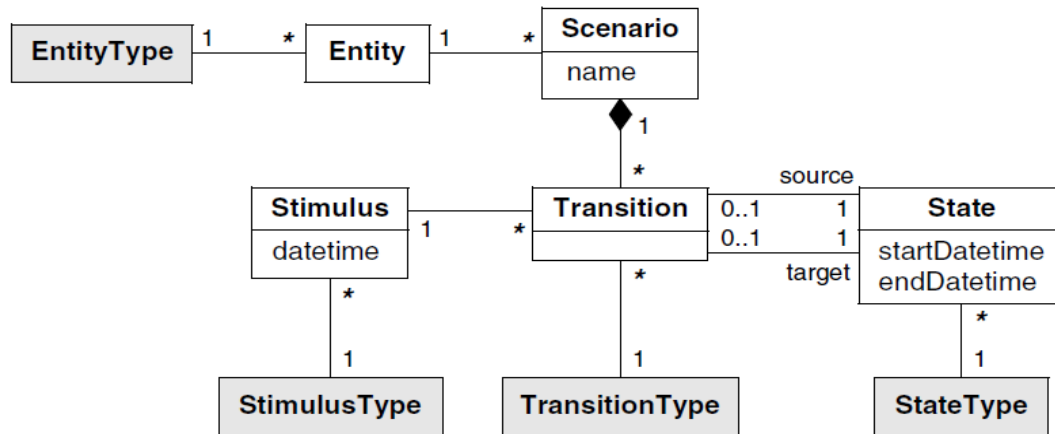 EntityType
1
*
Entity
1
*
Scenario
name
1
*
Stimulus
datetime
1
*
Transition
source
0..1
1
0..1
1
target
State
startDatetime
endDatetime
*
1
*
1
*
1
StimulusType
TransitionType
StateType